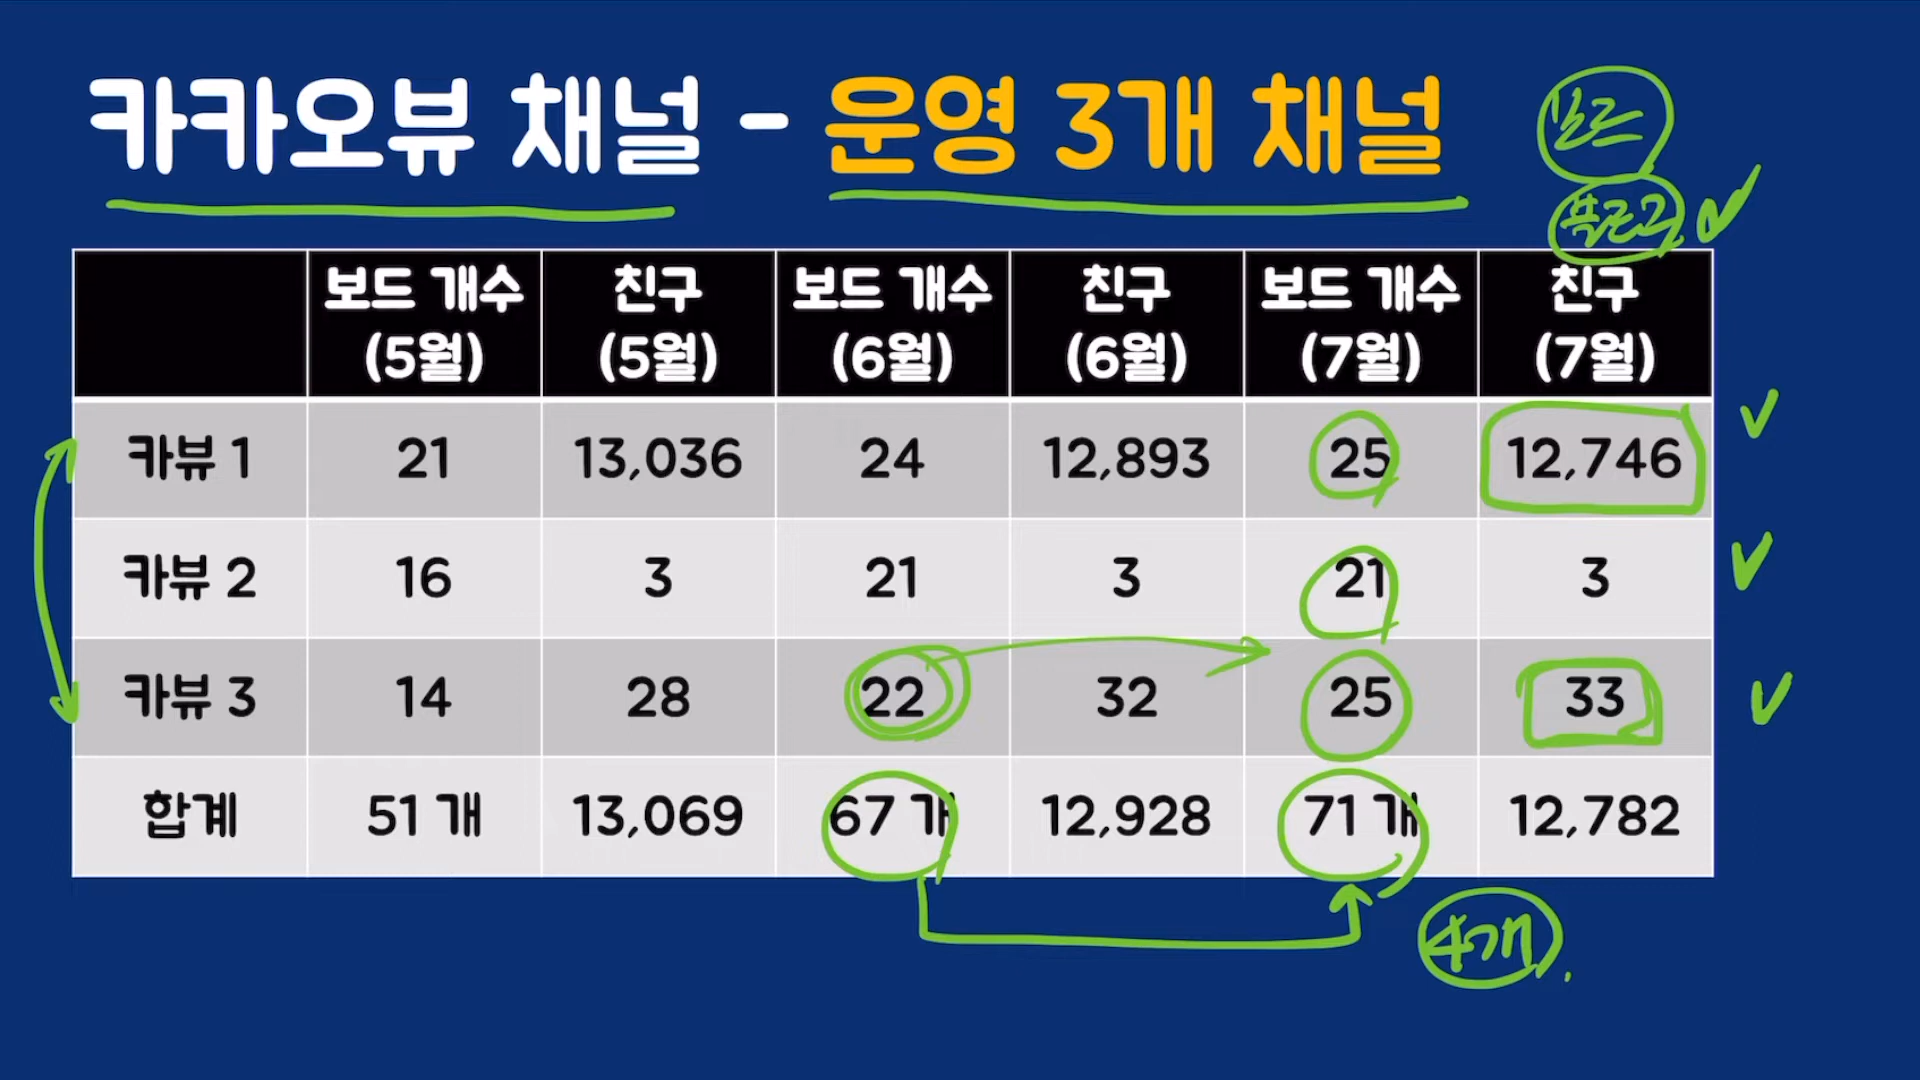 카카오뷰 채널 - 운영 3개 채널
보드 개수 (5월) 친구 (5월) 보드 개수 (6월) 친구 (6월) 보드 개수 (7월) 친구 (7월)
카뷰 1 21 13,036 24 12,893 25 12,746
카뷰 2 16 3 21 3 21 3
카뷰 3 14 28 22 32 25 33
합계 51 개 13,069 67 개 12,928 71 개 12,782
4개.